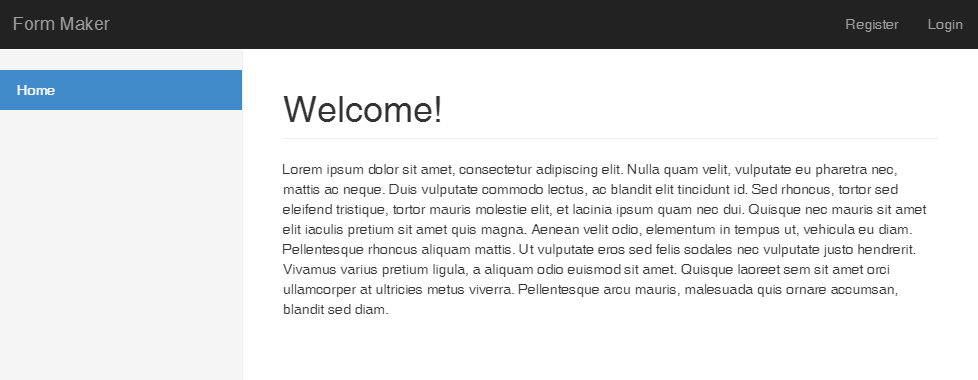 Form Maker
Register
Login
Home
Welcome!
Lorem ipsum dolor sit amet, consectetur adipiscing elit. Nulla quam velit, vulputate eu pharetra nec,
mattis ac neque. Duis vulputate commodo lectus, ac blandit elit tincidunt id. Sed rhoncus, tortor sed
eleifend tristique, tortor mauris molestie elit, et lacinia ipsum quam nec dui. Quisque nec mauris sit amet
elit iaculis pretium sit amet quis magna. Aenean velit odio, elementum in tempus ut, vehicula eu diam.
Pellentesque rhoncus aliquam mattis. Ut vulputate eros sed felis sodales nec vulputate justo hendrerit.
Vivamus varius pretium ligula, a aliquam odio euismod sit amet. Quisque laoreet sem sit amet orci
ullamcorper at ultricies metus viverra. Pellentesque arcu mauris, malesuada quis ornare accumsan,
blandit sed diam.